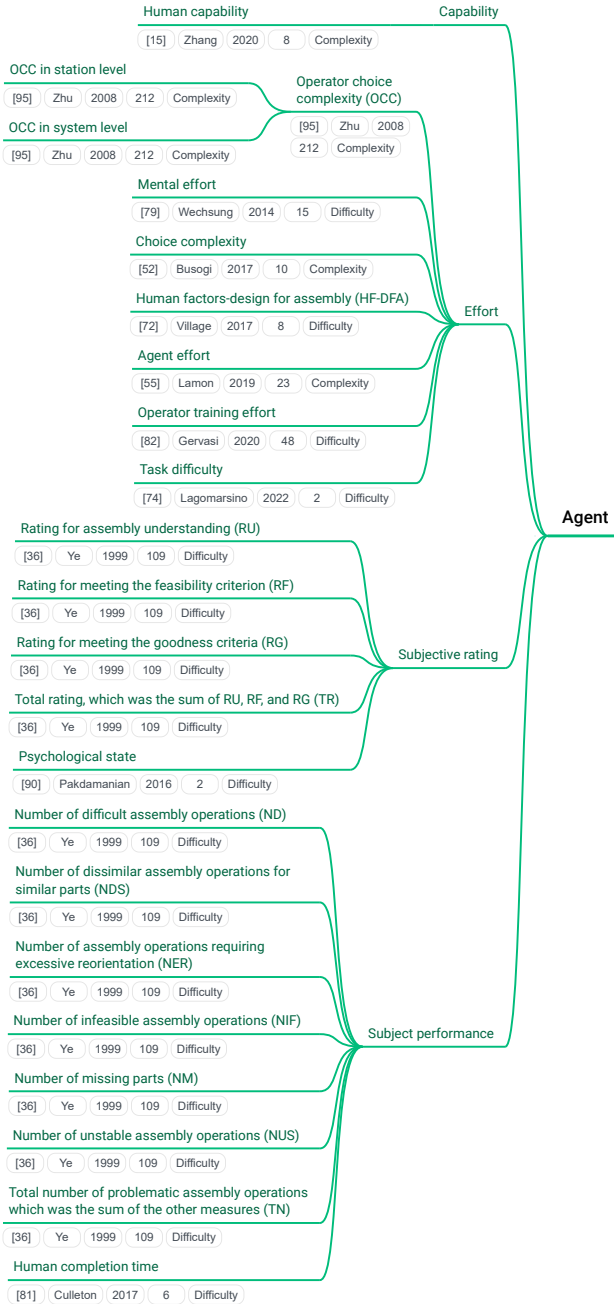 Human capability
Capability
[15] Zhang 2020 8 Complexity
OCC in station level
[95] Zhu 2008 212 Complexity
OCC in system level
[95] Zhu 2008 212 Complexity
Operator choice
complexity (OCC)
[95] Zhu 2008
212 Complexity
Mental effort
[79] Wechsung 2014 15 Difficulty
Choice complexity
[52] Busogi 2017 10 Complexity
Human factors-design for assembly (HF-DFA)
[72] Village 2017 8 Difficulty
Effort
Agent effort
[55] Lamon 2019 23 Complexity
Operator training effort
[82] Gervasi 2020 48 Difficulty
Task difficulty
[74] Lagomarsino 2022 2 Difficulty
Agent
Rating for assembly understanding (RU)
[36] Ye 1999 109 Difficulty
Rating for meeting the feasibility criterion (RF)
[36] Ye 1999 109 Difficulty
Rating for meeting the goodness criteria (RG)
[36] Ye 1999 109 Difficulty
Subjective rating
Total rating, which was the sum of RU, RF, and RG (TR)
[36] Ye 1999 109 Difficulty
Psychological state
[90] Pakdamanian 2016 2 Difficulty
Number of difficult assembly operations (ND)
[36] Ye 1999 109 Difficulty
Number of dissimilar assembly operations for
similar parts (NDS)
[36] Ye 1999 109 Difficulty
Number of assembly operations requiring
excessive reorientation (NER)
[36] Ye 1999 109 Difficulty
Number of infeasible assembly operations (NIF)
[36] Ye 1999 109 Difficulty
Subject performance
Number of missing parts (NM)
[36] Ye 1999 109 Difficulty
Number of unstable assembly operations (NUS)
[36] Ye 1999 109 Difficulty
Total number of problematic assembly operations
which was the sum of the other measures (TN)
[36] Ye 1999 109 Difficulty
Human completion time
[81] Culleton 2017 6 Difficulty